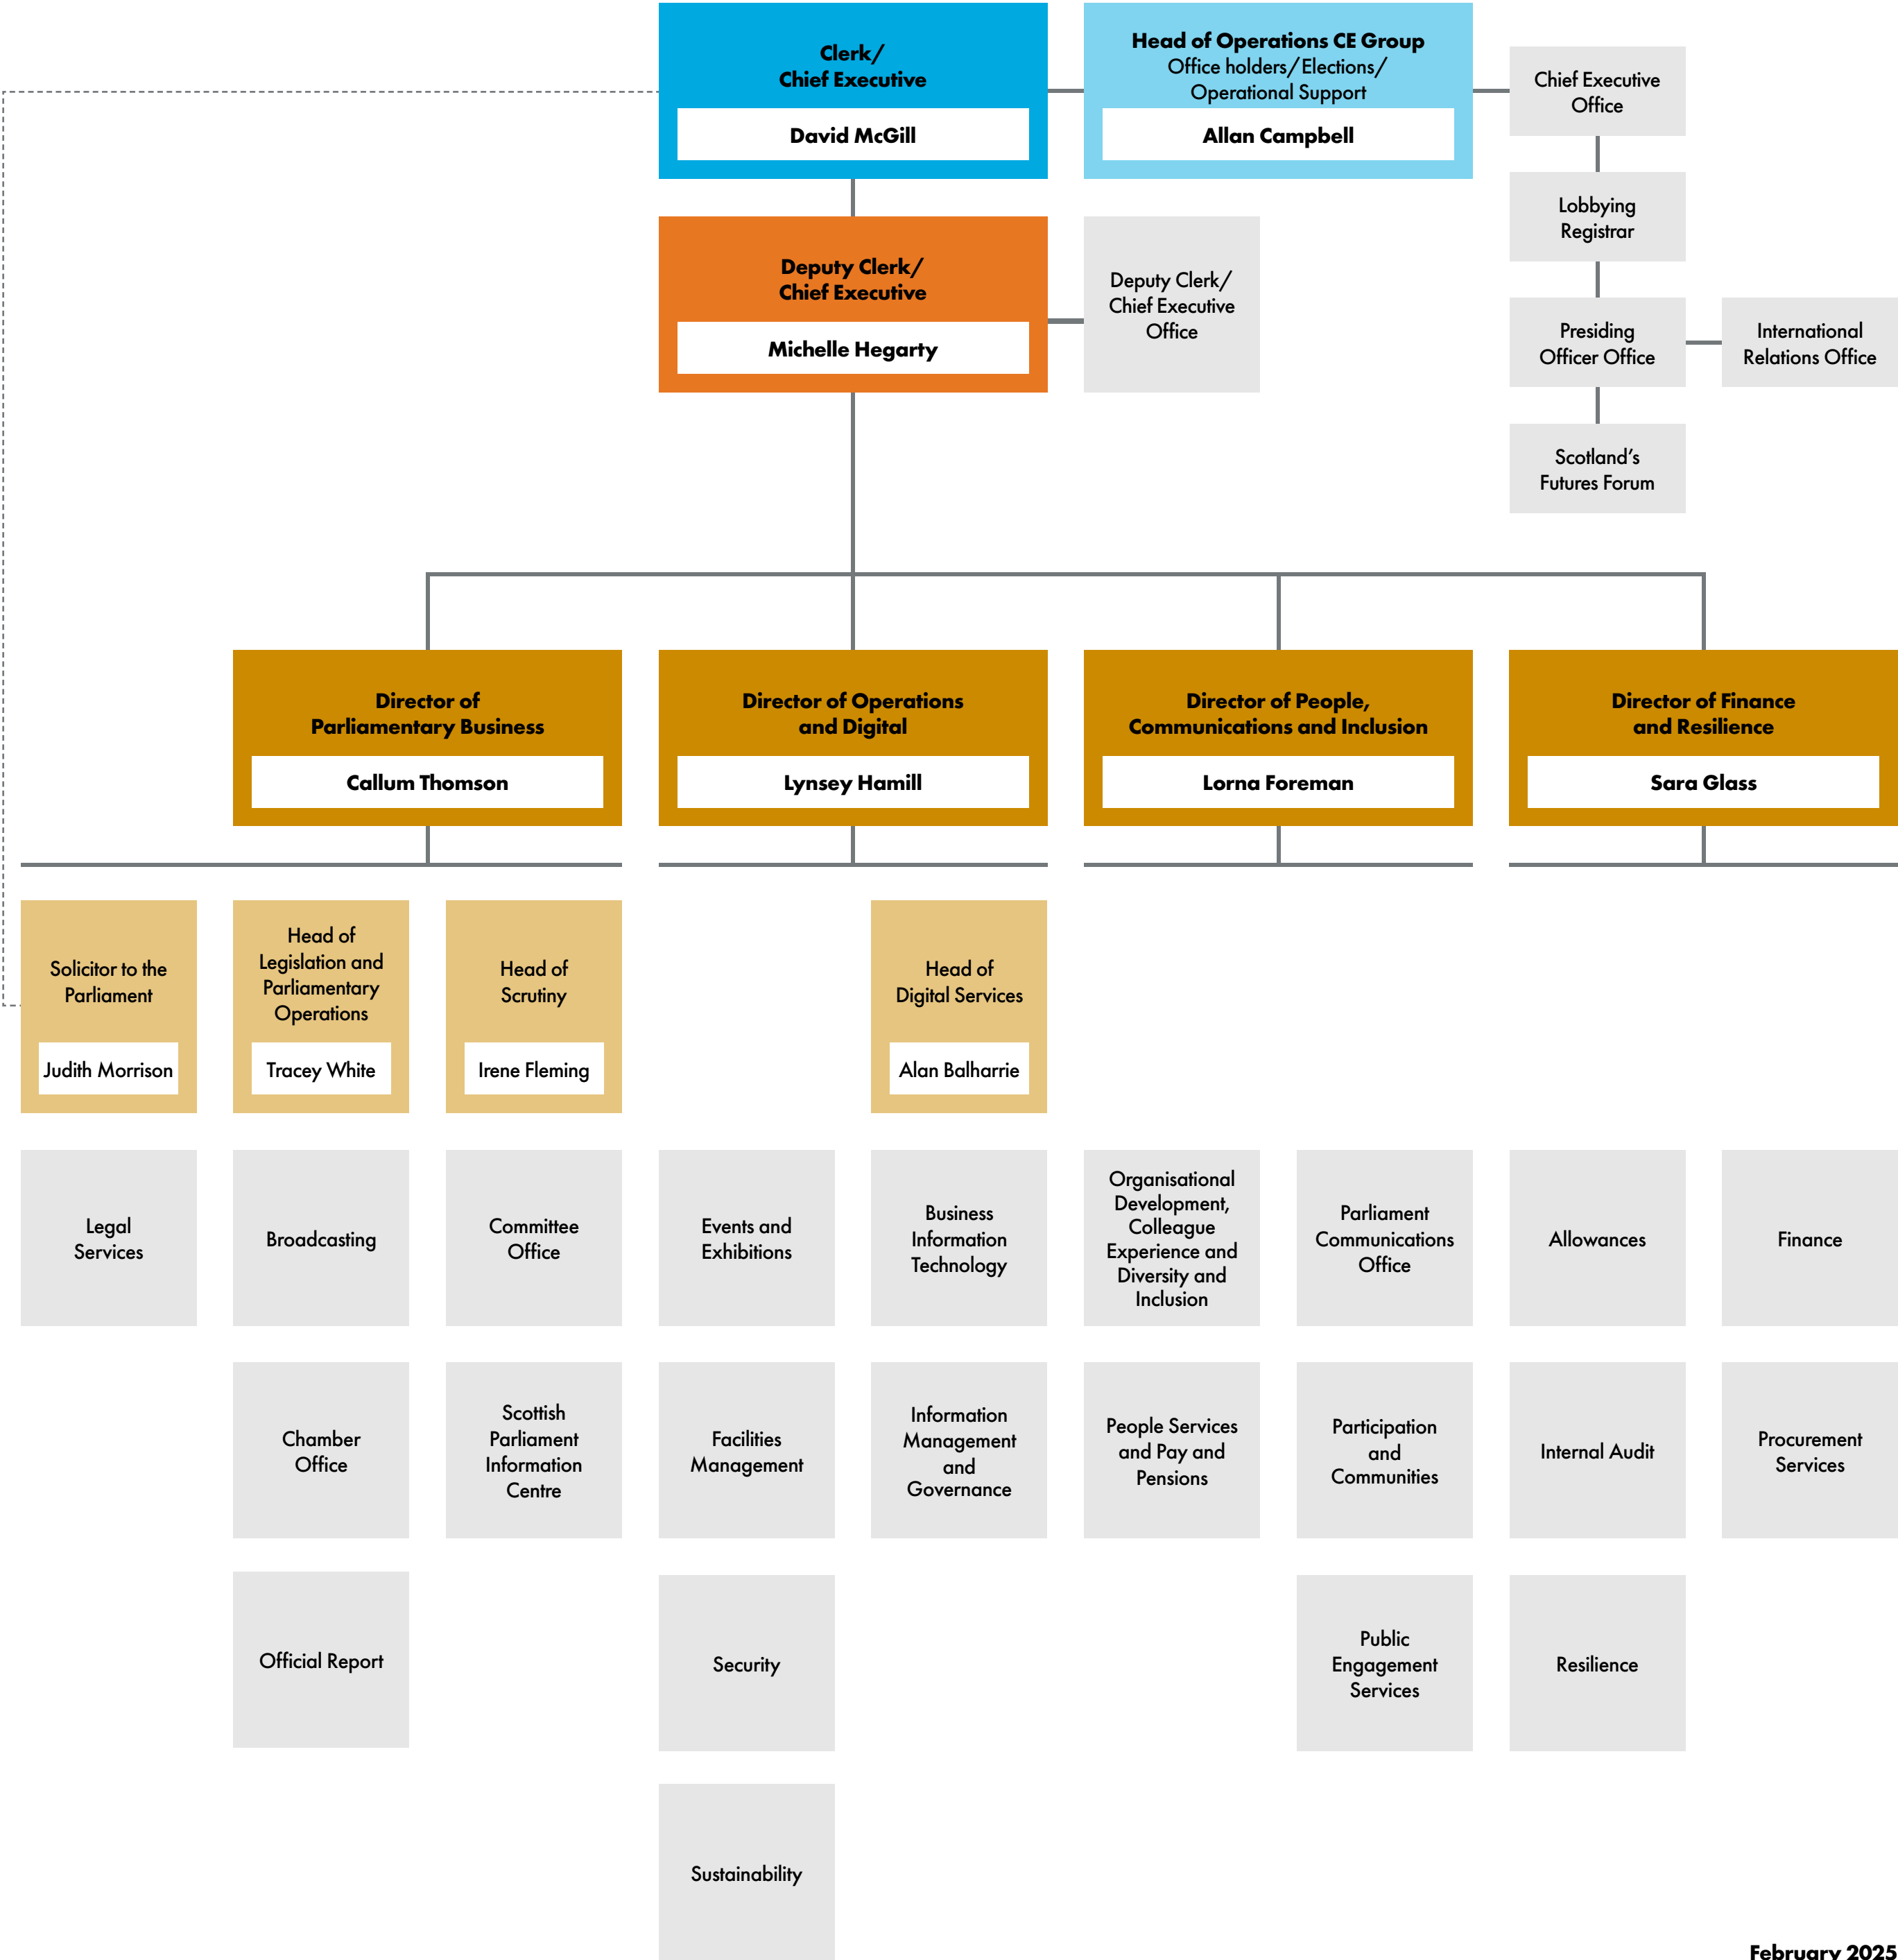 Clerk/
Chief Executive
David McGill
Head of Operations CE Group
Office holders/Elections/
Operational Support
Allan Campbell
Chief Executive
Office
Lobbying
Registrar
Deputy Clerk/
Chief Executive
Michelle Hegarty
Deputy Clerk/
Chief Executive
Office
Presiding
Officer Office
International
Relations Office
Scotland’s
Futures Forum
Director of
Parliamentary Business
Callum Thomson
Director of Operations
and Digital
Lynsey Hamill
Director of People,
Communications and Inclusion
Lorna Foreman
Director of Finance
and Resilience
Sara Glass
Solicitor to the
Parliament
Judith Morrison
Head of
Legislation and
Parliamentary
Operations
Tracey White
Head of
Scrutiny
Irene Fleming
Head of
Digital Services
Alan Balharrie
Legal
Services
Broadcasting
Committee
Office
Events and
Exhibitions
Business
Information
Technology
Organisational
Development,
Colleague
Experience and
Diversity and
Inclusion
Parliament
Communications
Office
Allowances
Finance
Chamber
Office
Scottish
Parliament
Information
Centre
Facilities
Management
Information
Management
and
Governance
People Services
and Pay and
Pensions
Participation
and
Communities
Internal Audit
Procurement
Services
Official Report
Security
Public
Engagement
Services
Resilience
Sustainability
February 2025